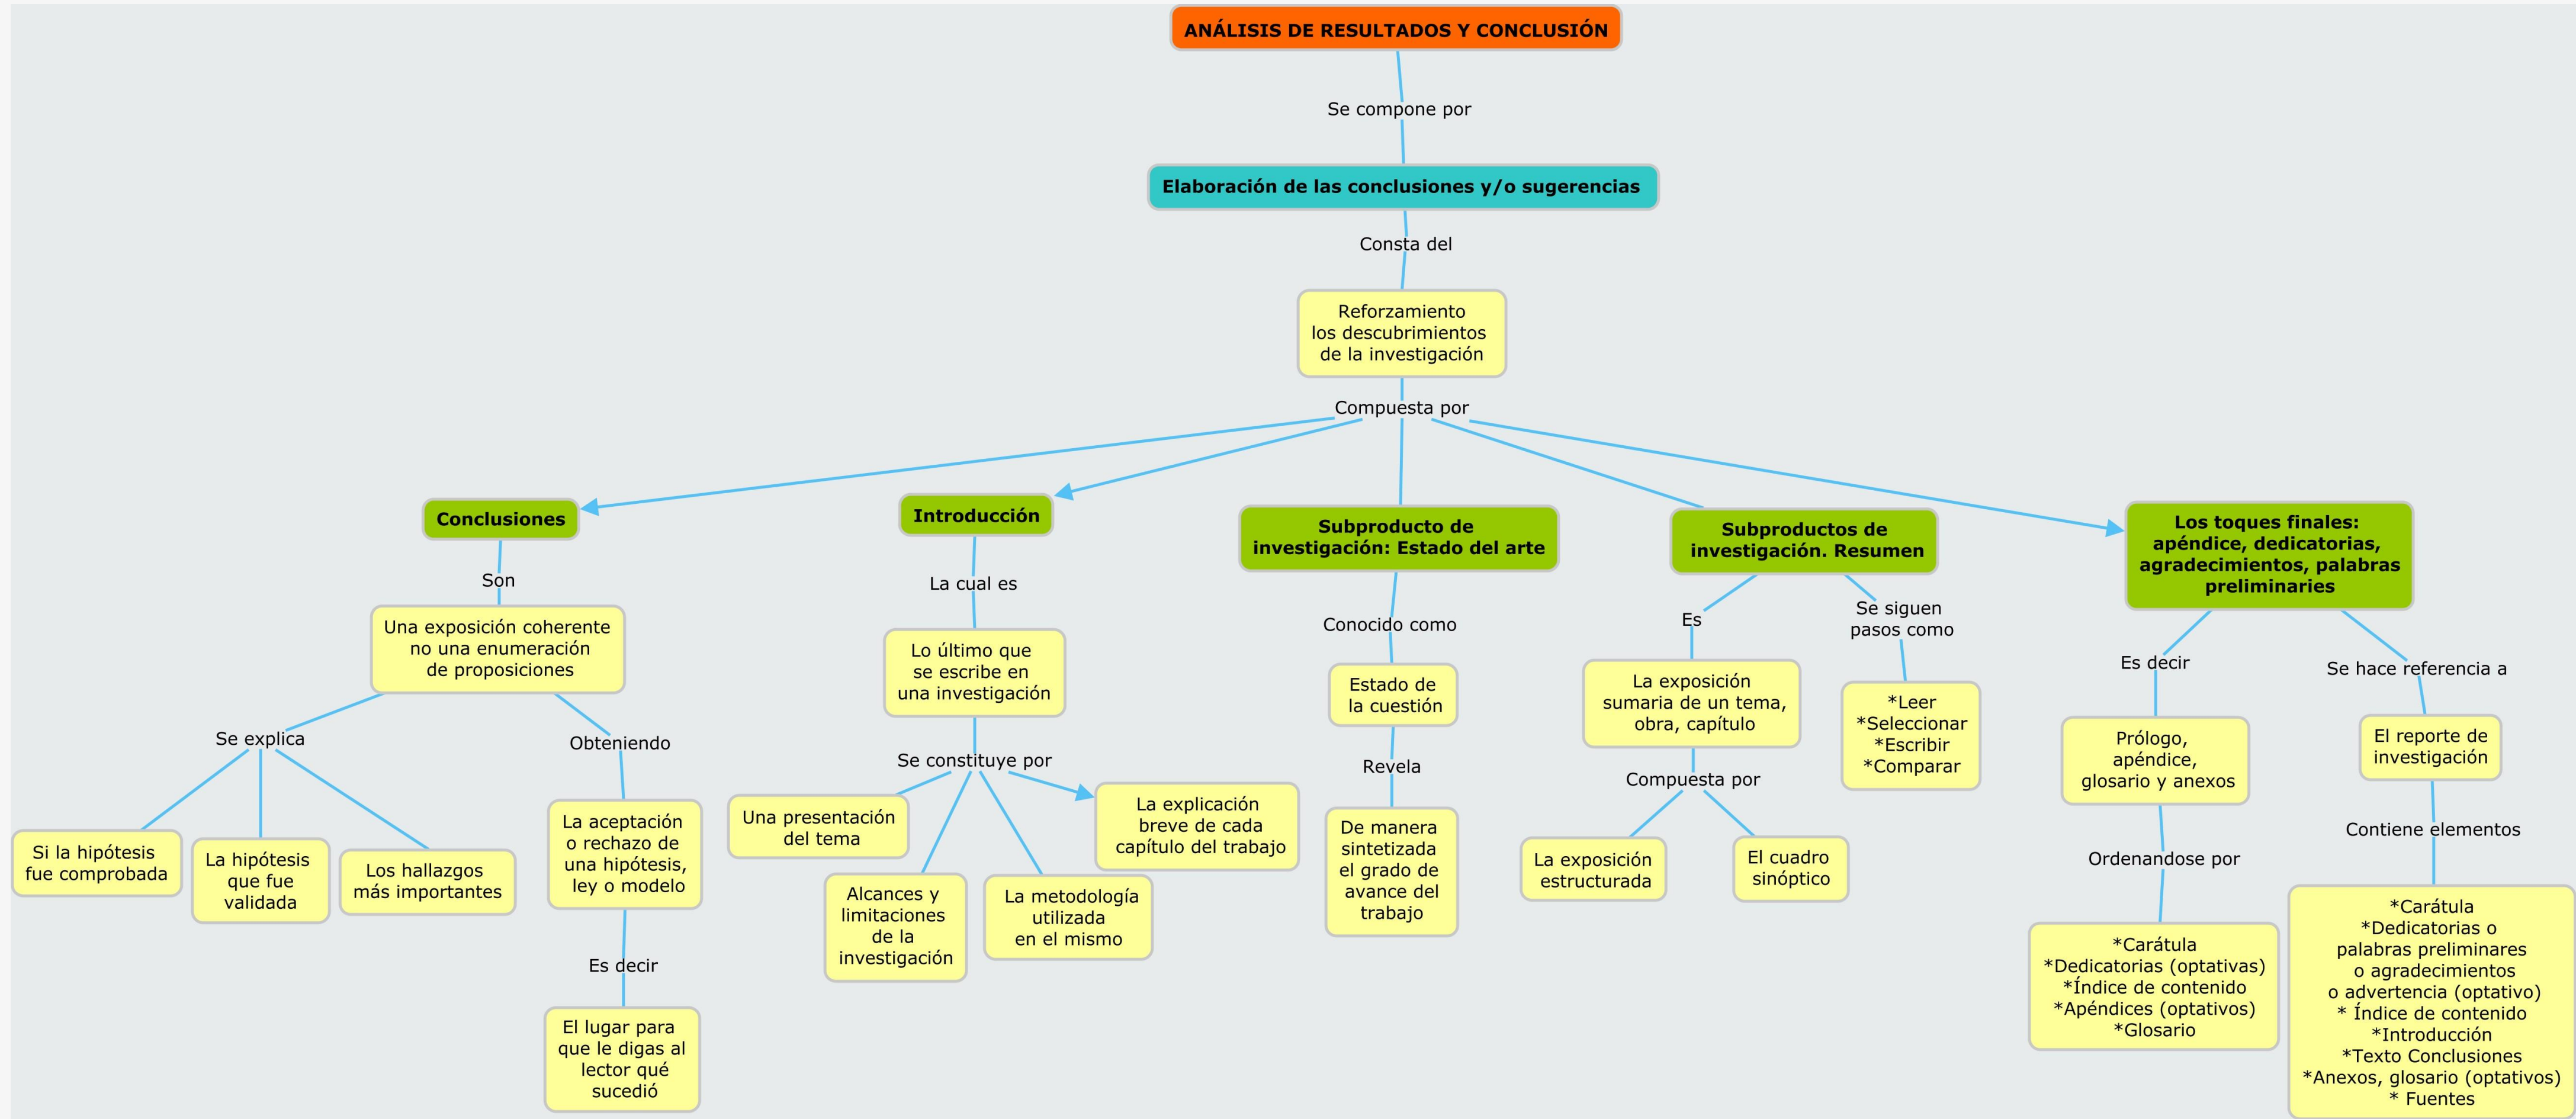 ANÁLISIS DE RESULTADOS Y CONCLUSIÓN
Se compone por
Elaboración de las conclusiones y/o sugerencias
Consta del
Reforzamiento
los descubrimientos
de la investigación
Compuesta por
Conclusiones
Son
Una exposición coherente
no una enumeración
de proposiciones
Se explica
Si la hipótesis
fue comprobada
La hipótesis
que fue
validada
Los hallazgos
más importantes
Obteniendo
La aceptación
o rechazo de
una hipótesis,
ley o modelo
Es decir
El lugar para
que le digas al
lector qué
sucedió
Introducción
La cual es
Lo último que
se escribe en
una investigación
Se constituye por
Una presentación
del tema
Alcances y
limitaciones
de la
investigación
La metodología
utilizada
en el mismo
La explicación
breve de cada
capítulo del trabajo
Subproducto de
investigación: Estado del arte
Conocido como
Estado de
la cuestión
Revela
De manera
sintetizada
el grado de
avance del
trabajo
Subproductos de
investigación. Resumen
Es
La exposición
sumaria de un tema,
obra, capítulo
Compuesta por
La exposición
estructurada
El cuadro
sinóptico
Se siguen
pasos como
*Leer
*Seleccionar
*Escribir
*Comparar
Los toques finales:
apéndice, dedicatorias,
agradecimientos, palabras
preliminaries
Es decir
Prólogo,
apéndice,
glosario y anexos
Ordenandose por
*Carátula
*Dedicatorias (optativas)
*Índice de contenido
*Apéndices (optativos)
*Glosario
Se hace referencia a
El reporte de
investigación
Contiene elementos
*Carátula
*Dedicatorias o
palabras preliminares
o agradecimientos
o advertencia (optativo)
* Índice de contenido
*Introducción
*Texto Conclusiones
*Anexos, glosario (optativos)
* Fuentes